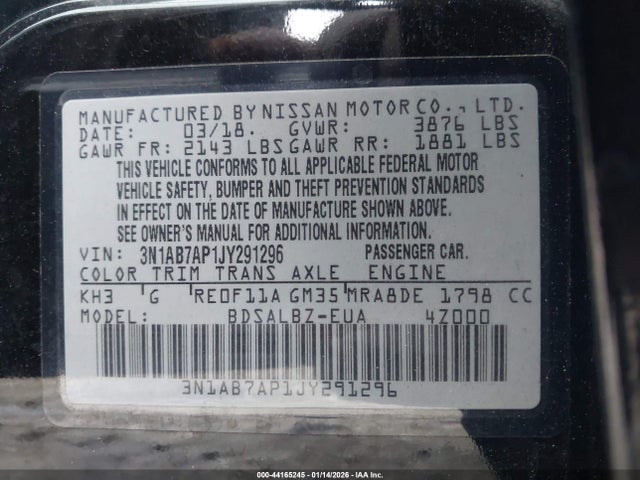 MANUFACTURED BY NISSAN MOTOR CO., LTD.
DATE: 03/18. GVWR: 3876 LBS
GAWR FR: 2143 LBS GAWR RR: 1881 LBS
THIS VEHICLE CONFORMS TO ALL APPLICABLE FEDERAL MOTOR
VEHICLE SAFETY, BUMPER AND THEFT PREVENTION STANDARDS
IN EFFECT ON THE DATE OF MANUFACTURE SHOWN ABOVE.
SEE OWNER'S MANUAL FOR ADDITIONAL INFORMATION.
VIN: 3N1AB7AP1JY291296 PASSENGER CAR.
COLOR TRIM TRANS AXLE ENGINE
KH3 G RE0F11A GM35 MRA8DE 1798 CC
MODEL: BDSALBZ-EUA 4Z000
3N1AB7AP1JY291296
000-44165245 - 01/14/2026 - IAA Inc.